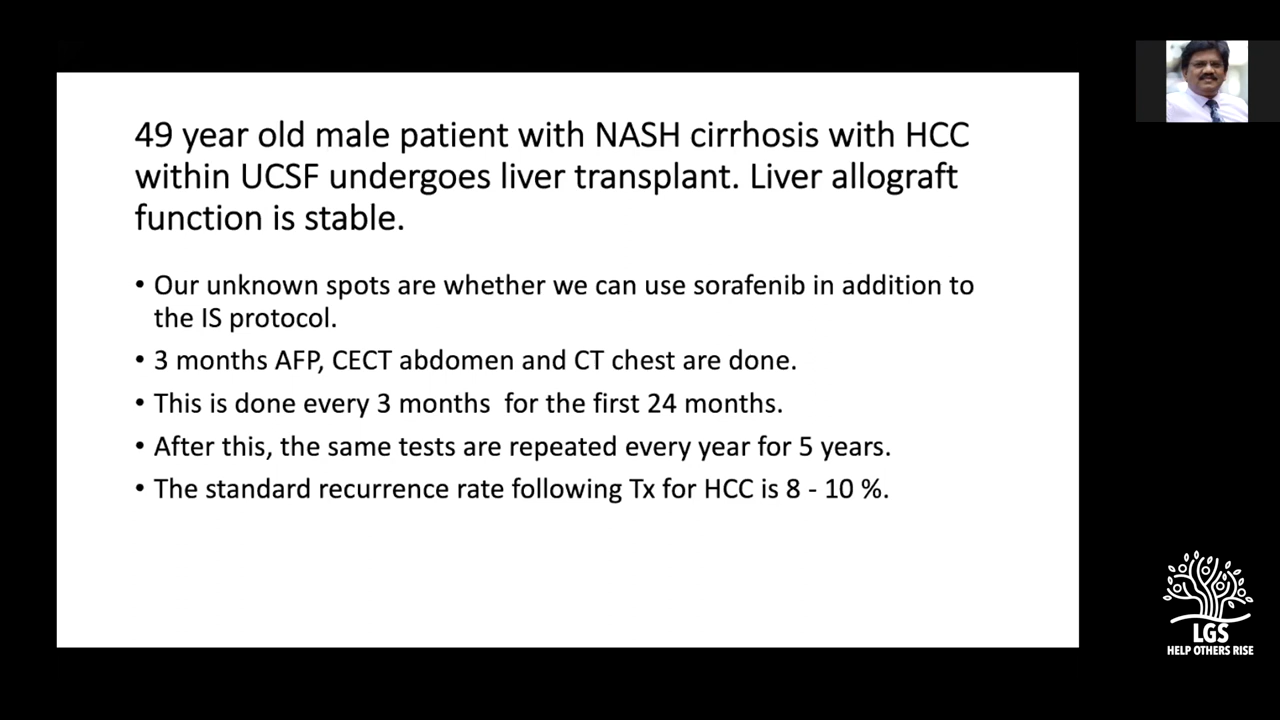 49 year old male patient with NASH cirrhosis with HCC
within UCSF undergoes liver transplant. Liver allograft
function is stable.
• Our unknown spots are whether we can use sorafenib in addition to
the IS protocol.
• 3 months AFP, CECT abdomen and CT chest are done.
• This is done every 3 months  for the first 24 months.
• After this, the same tests are repeated every year for 5 years.
• The standard recurrence rate following Tx for HCC is 8 - 10 %.
LGS
HELP OTHERS RISE